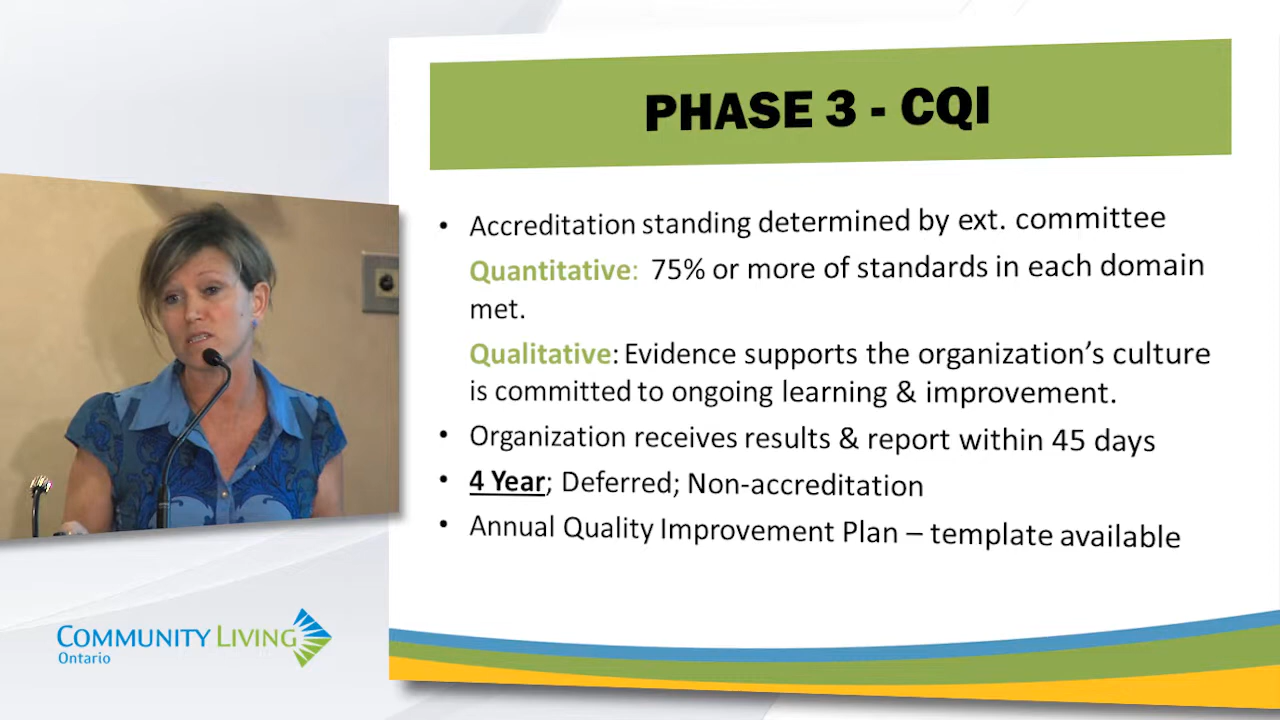 PHASE 3 - CQI
• Accreditation standing determined by ext. committee
Quantitative: 75% or more of standards in each domain
met.
Qualitative: Evidence supports the organization's culture
is committed to ongoing learning & improvement.
• Organization receives results & report within 45 days
• 4 Year; Deferred; Non-accreditation
• Annual Quality Improvement Plan – template available
COMMUNITY LIVING
Ontario